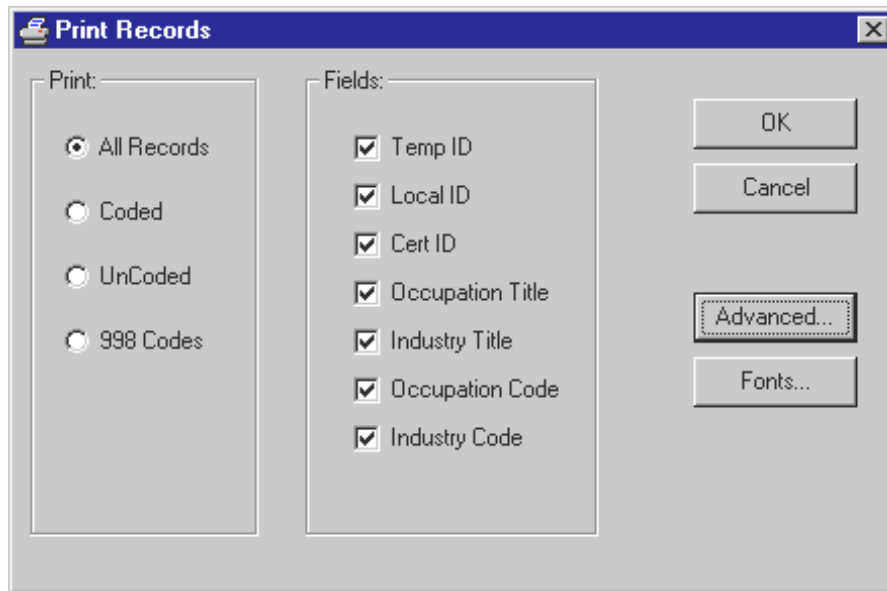 Print Records
Print:
All Records
Coded
UnCoded
998 Codes
Fields:
Temp ID
Local ID
Cert ID
Occupation Title
Industry Title
Occupation Code
Industry Code
OK
Cancel
Advanced...
Fonts...